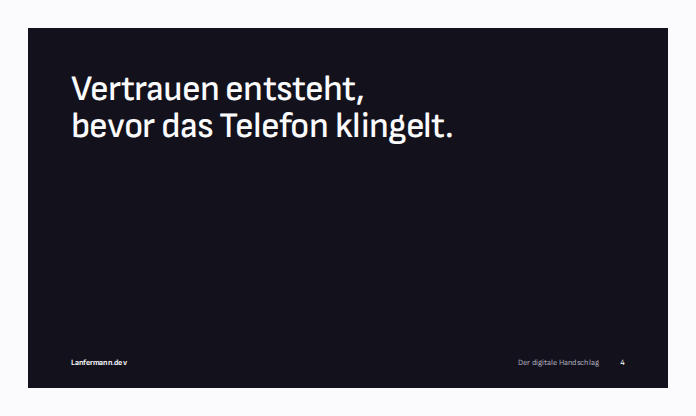 Vertrauen entsteht,
bevor das Telefon klingelt.
Lanfermann.dev
Der digitale Handschlag
4